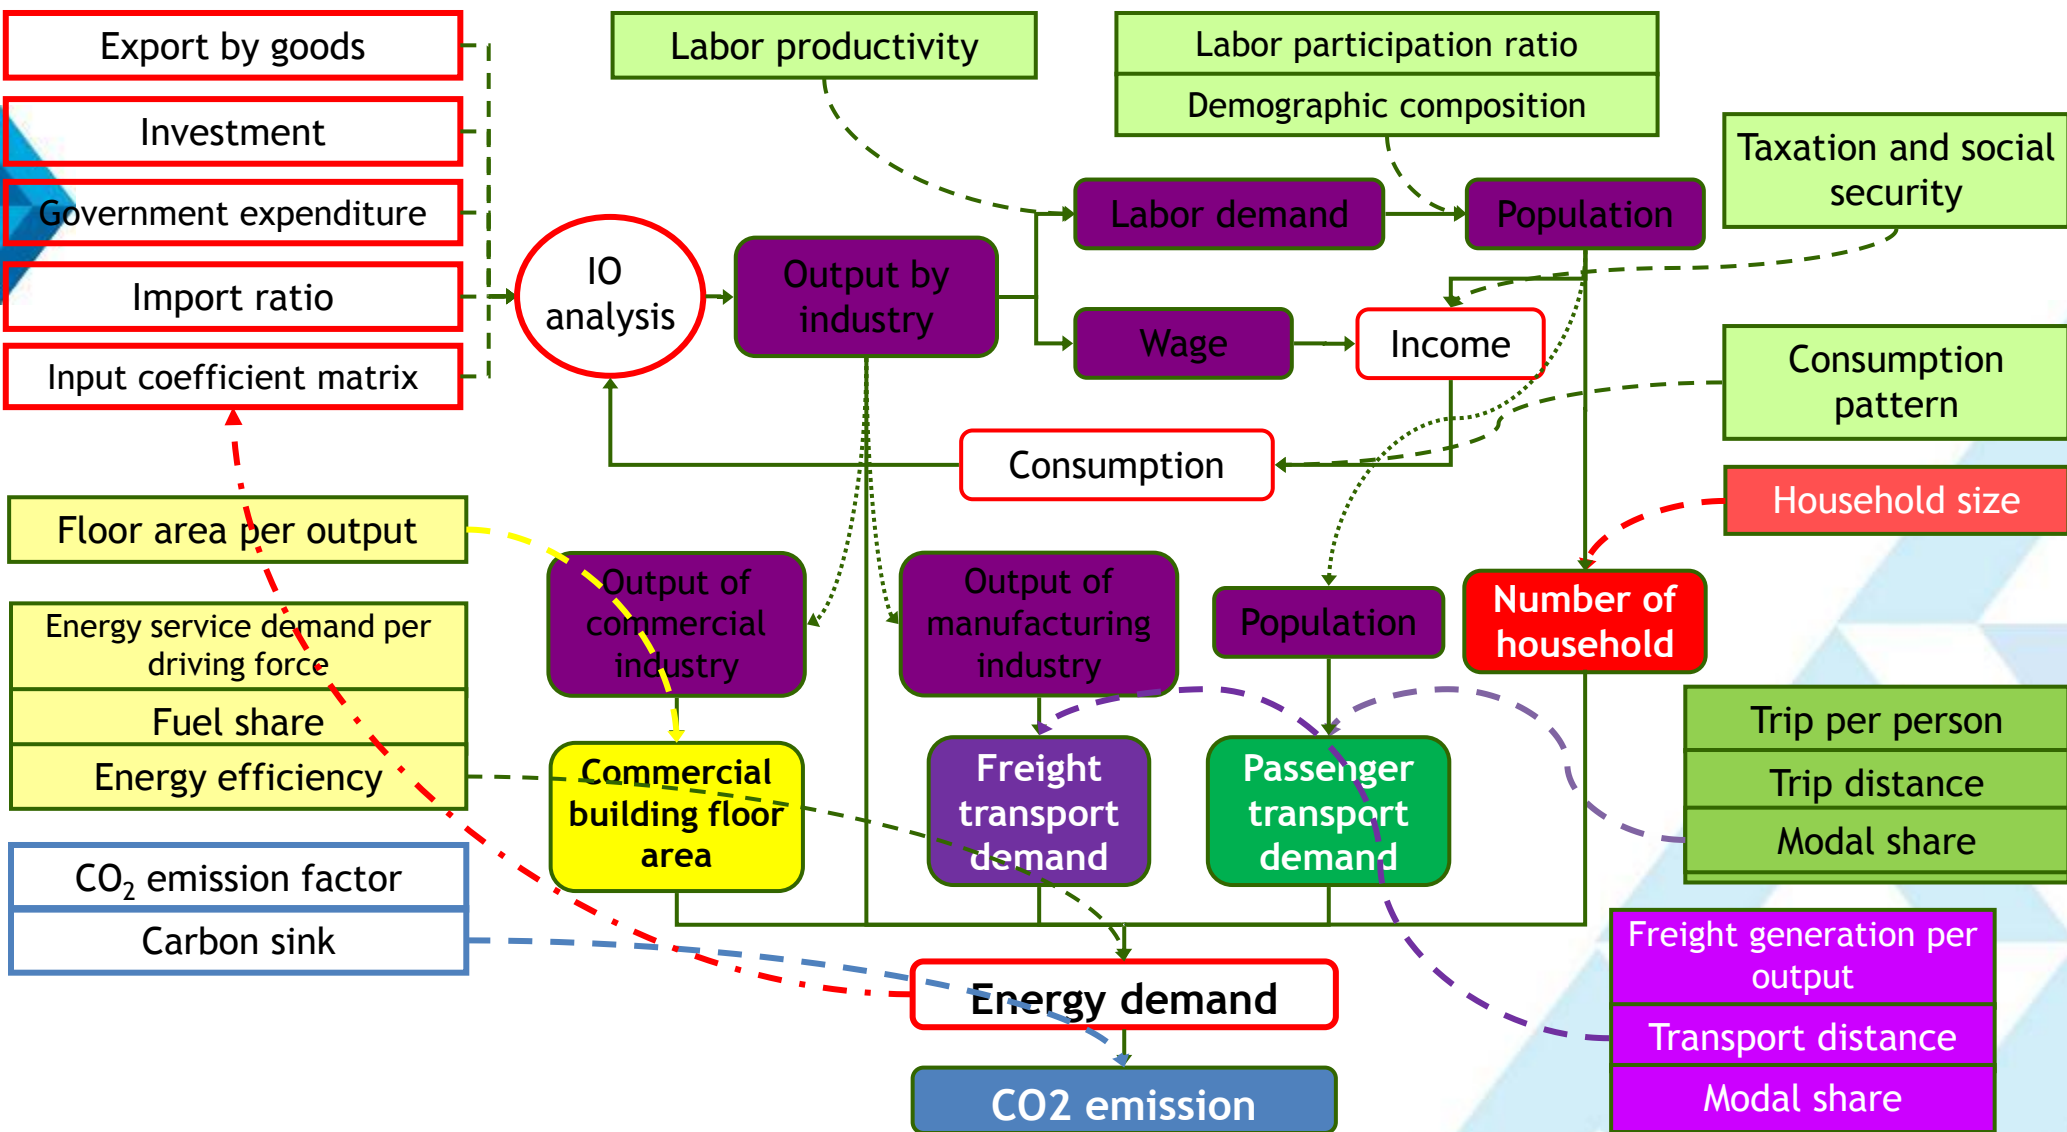 Export by goods
Investment
Government expenditure
Import ratio
Input coefficient matrix
Labor productivity
Labor participation ratio
Demographic composition
Taxation and social
security
IO
analysis
Output by
industry
Labor demand
Population
Wage
Income
Consumption
pattern
Consumption
Household size
Floor area per output
Energy service demand per
driving force
Fuel share
Energy efficiency
CO₂ emission factor
Carbon sink
Output of
commercial
industry
Output of
manufacturing
industry
Population
Number of
household
Commercial
building floor
area
Freight
transport
demand
Passenger
transport
demand
Trip per person
Trip distance
Modal share
Freight generation per
output
Transport distance
Modal share
Energy demand
CO2 emission